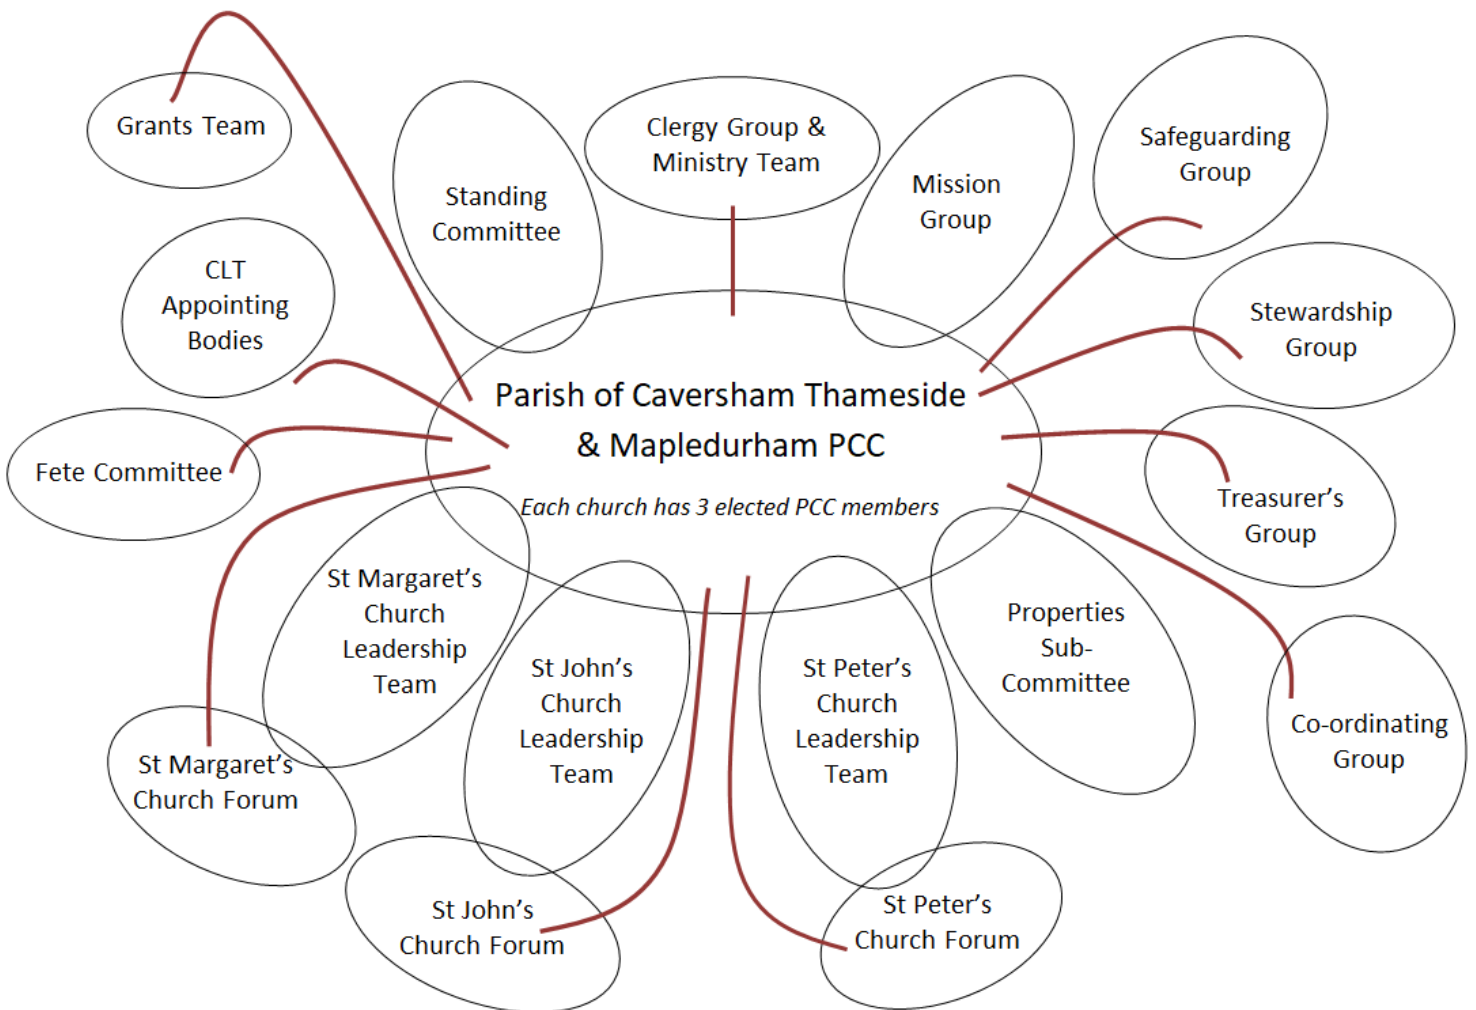 Grants Team
Standing
Committee
Clergy Group &
Ministry Team
Mission
Group
Safeguarding
Group
CLT
Appointing
Bodies
Stewardship
Group
Fete Committee
Parish of Caversham Thameside
& Mapledurham PCC
Each church has 3 elected PCC members
Treasurer’s
Group
St Margaret’s
Church
Leadership
Team
St John’s
Church
Leadership
Team
St Peter’s
Church
Leadership
Team
Properties
Sub-
Committee
Co-ordinating
Group
St Margaret’s
Church Forum
St John’s
Church Forum
St Peter’s
Church Forum